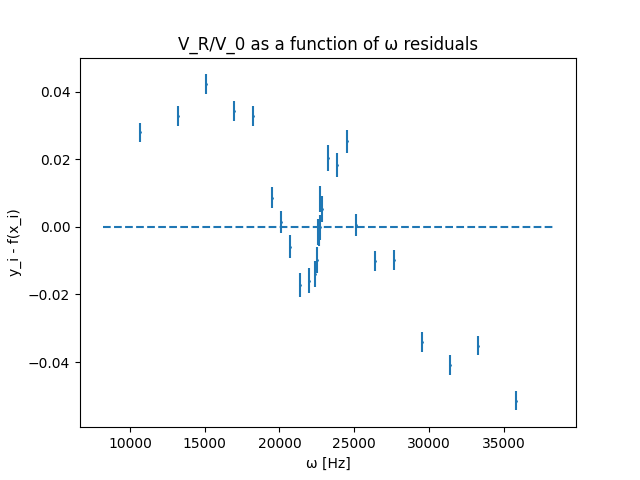 V_R/V_0 as a function of ω residuals
y_i - f(x_i)
0.04
0.02
0.00
−0.02
−0.04
10000 15000 20000 25000 30000 35000
ω [Hz]